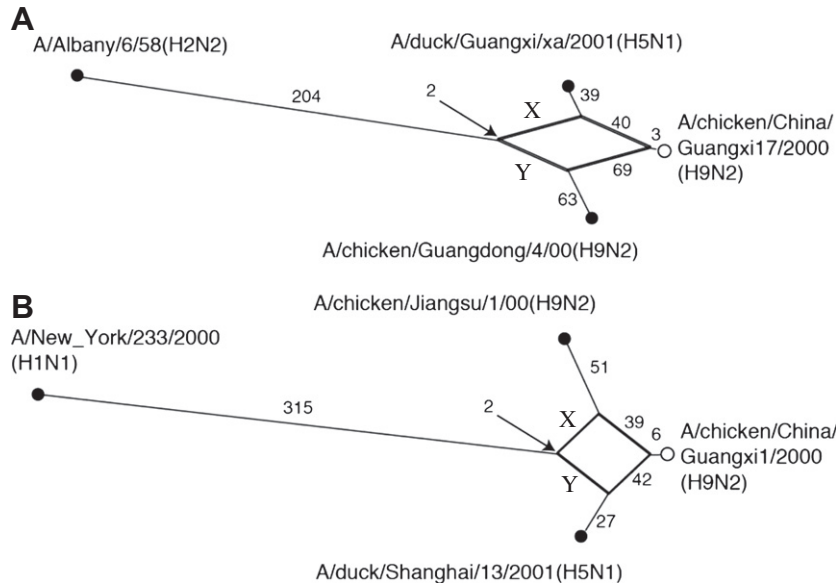 A
A/Albany/6/58(H2N2)
A/duck/Guangxi/xa/2001(H5N1)
204
2
X
39
40
3
A/chicken/China/
Guangxi17/2000
(H9N2)
Y
69
63
A/chicken/Guangdong/4/00(H9N2)
B
A/chicken/Jiangsu/1/00(H9N2)
A/New_York/233/2000
(H1N1)
51
315
2
X
39
6
A/chicken/China/
Guangxi1/2000
(H9N2)
Y
42
27
A/duck/Shanghai/13/2001(H5N1)